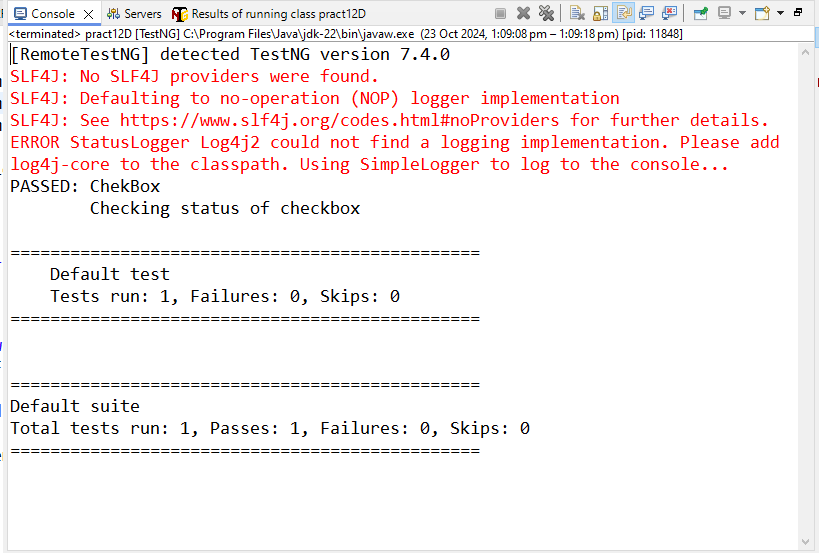 Console Servers Results of running class pract12D
<terminated> pract12D [TestNG] C:\Program Files\Java\jdk-22\bin\javaw.exe (23 Oct 2024, 1:09:08 pm – 1:09:18 pm) [pid: 11848]
[RemoteTestNG] detected TestNG version 7.4.0
SLF4J: No SLF4J providers were found.
SLF4J: Defaulting to no-operation (NOP) logger implementation
SLF4J: See https://www.slf4j.org/codes.html#noProviders for further details.
ERROR StatusLogger Log4j2 could not find a logging implementation. Please add
log4j-core to the classpath. Using SimpleLogger to log to the console...
PASSED: ChekBox
        Checking status of checkbox
===============================================
    Default test
    Tests run: 1, Failures: 0, Skips: 0
===============================================
===============================================
Default suite
Total tests run: 1, Passes: 1, Failures: 0, Skips: 0
===============================================